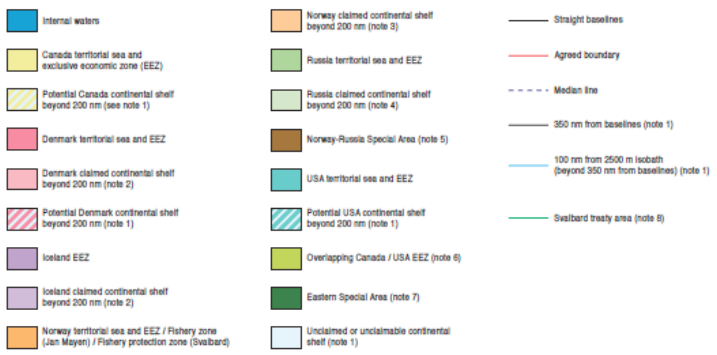 Internal waters
Canada territorial sea and
exclusive economic zone (EEZ)
Potential Canada continental shelf
beyond 200 nm (see note 1)
Denmark territorial sea and EEZ
Denmark claimed continental shelf
beyond 200 nm (note 2)
Potential Denmark continental shelf
beyond 200 nm (note 1)
Iceland EEZ
Iceland claimed continental shelf
beyond 200 nm (note 2)
Norway territorial sea and EEZ / Fishery zone
(Jan Mayen) / Fishery protection zone (Svalbard)
Norway claimed continental shelf
beyond 200 nm (note 3)
Russia territorial sea and EEZ
Russia claimed continental shelf
beyond 200 nm (note 4)
Norway-Russia Special Area (note 5)
USA territorial sea and EEZ
Potential USA continental shelf
beyond 200 nm (note 1)
Overlapping Canada / USA EEZ (note 6)
Eastern Special Area (note 7)
Unclaimed or unclaimable continental
shelf (note 1)
Straight baselines
Agreed boundary
Median line
350 nm from baselines (note 1)
100 nm from 2500 m isobath
(beyond 350 nm from baselines) (note 1)
Svalbard treaty area (note 8)